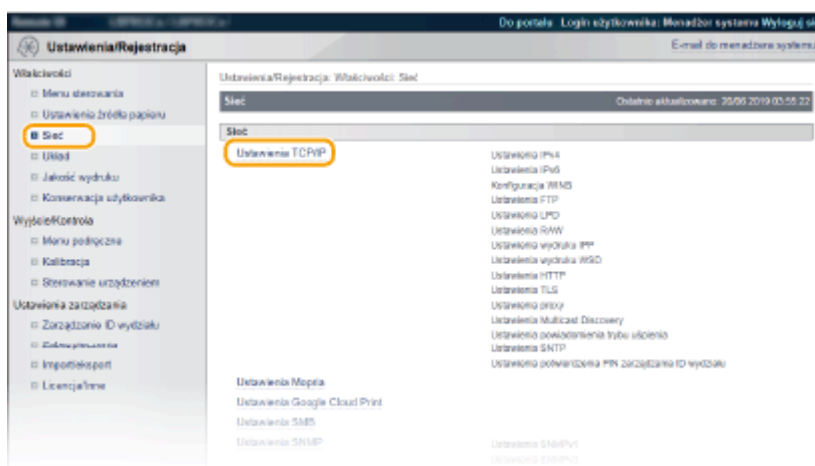 Do portalu Login użytkownika: Menadżer systemu Wyloguj si
Ustawienia/Rejestracja
E-mail do menadżera systemu
Właściwości
Menu sterowania
Ustawienia źródła papieru
Sieć
Układ
Jakość wydruku
Konserwacja użytkownika
Wyjście/Kontrola
Menu podręczne
Kalibracja
Sterowanie urządzeniem
Ustawienia zarządzania
Zarządzanie ID wydziału
Import/eksport
Licencja/Inne
Ustawienia/Rejestracja: Właściwości: Sieć
Sieć
Ostatnio aktualizowano: 20/06 2019 03:55:22
Sieć
Ustawienia TCP/IP
Ustawienia IPv4
Ustawienia IPv6
Konfiguracja WINS
Ustawienia FTP
Ustawienia LPD
Ustawienia RAW
Ustawienia wydruku IPP
Ustawienia wydruku WSD
Ustawienia HTTP
Ustawienia TLS
Ustawienia proxy
Ustawienia Multicast Discovery
Ustawienia powiadomienia trybu uśpienia
Ustawienia SNTP
Ustawienia potwierdzenia PIN zarządzania ID wydziału
Ustawienia Mopria
Ustawienia Google Cloud Print
Ustawienia SMB
Ustawienia SNMP
Ustawienia SNMPv1